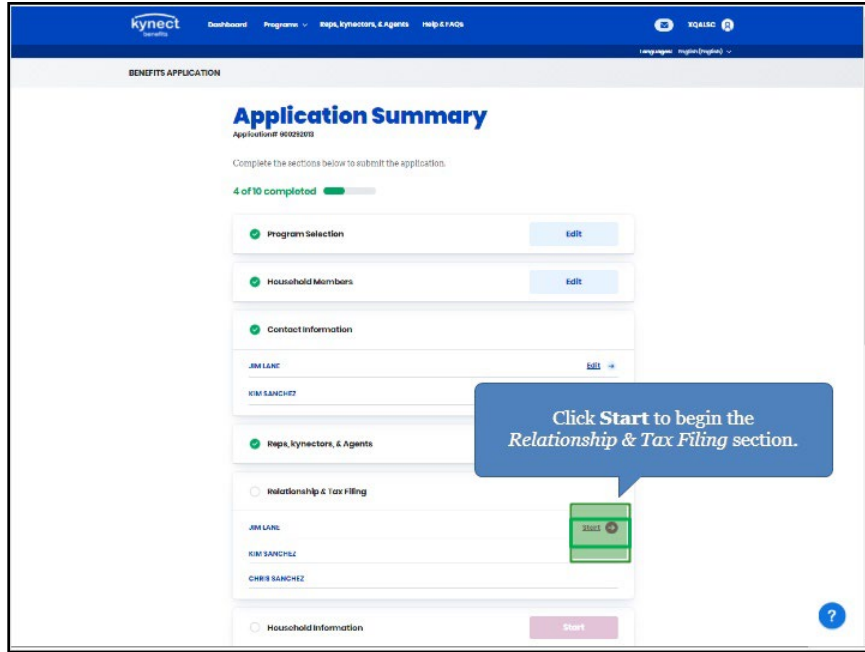 kynect
benefits
Dashboard Programs Reps, kynectors, & Agents Help & FAQs
XQALSC
Languages: English (English)
BENEFITS APPLICATION
Application Summary
Application# 900292013
Complete the sections below to submit the application.
4 of 10 completed
Program Selection
Edit
Household Members
Edit
Contact Information
JIM LANE
Edit
KIM SANCHEZ
Click Start to begin the
Relationship & Tax Filing section.
Reps, kynectors, & Agents
Relationship & Tax Filing
JIM LANE
Start
KIM SANCHEZ
CHRIS SANCHEZ
Household Information
Start
?